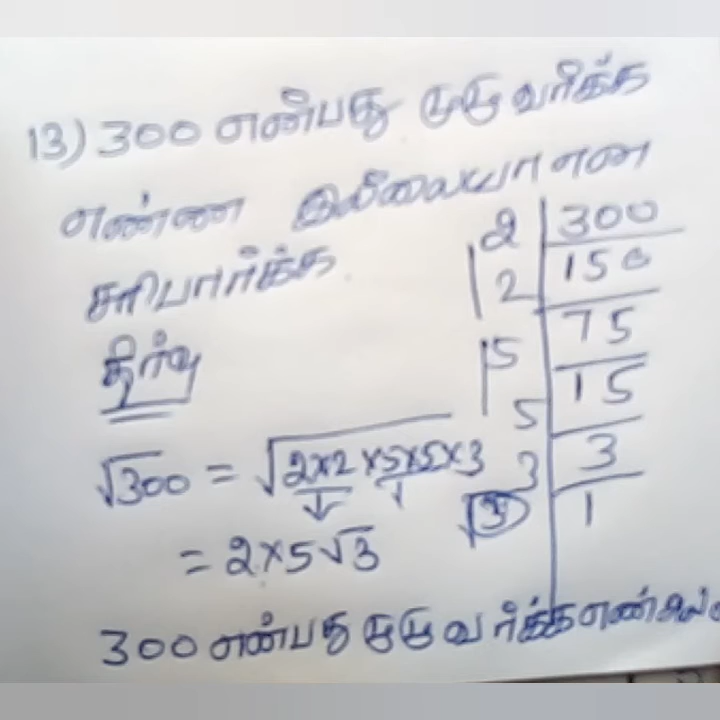 13) 300 என்பது முழு வர்க்க
எண்ண இல்லையா என
சரிபார்க்க
தீர்வு
2 | 300
2 | 150
5 | 75
5 | 15
3 | 3
√3 | 1
√300 = √2×2×5×5×3
= 2×5√3
300 என்பது முழு வர்க்க எண்